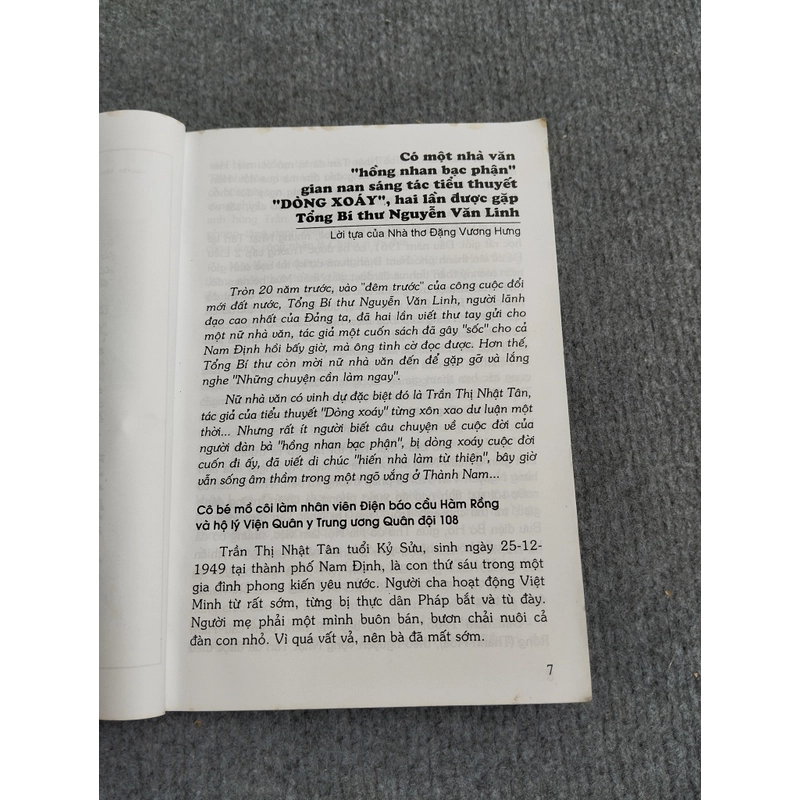 Có một nhà văn
"hồng nhan bạc phận"
gian nan sáng tác tiểu thuyết
"DÒNG XOÁY", hai lần được gặp
Tổng Bí thư Nguyễn Văn Linh
Lời tựa của Nhà thơ Đặng Vương Hưng
Tròn 20 năm trước, vào "đêm trước" của công cuộc đổi
mới đất nước, Tổng Bí thư Nguyễn Văn Linh, người lãnh
đạo cao nhất của Đảng ta, đã hai lần viết thư tay gửi cho
một nữ nhà văn, tác giả một cuốn sách đã gây "sốc" cho cả
Nam Định hồi bấy giờ, mà ông tình cờ đọc được. Hơn thế,
Tổng Bí thư còn mời nữ nhà văn đến để gặp gỡ và lắng
nghe "Những chuyện cần làm ngay".
Nữ nhà văn có vinh dự đặc biệt đó là Trần Thị Nhật Tân,
tác giả của tiểu thuyết "Dòng xoáy" từng xôn xao dư luận một
thời... Nhưng rất ít người biết câu chuyện về cuộc đời của
người đàn bà "hồng nhan bạc phận", bị dòng xoáy cuộc đời
cuốn đi ấy, đã viết di chúc "hiến nhà làm từ thiện", bây giờ
vẫn sống âm thầm trong một ngõ vắng ở Thành Nam...
Cô bé mồ côi làm nhân viên Điện báo cầu Hàm Rồng
và hộ lý Viện Quân y Trung ương Quân đội 108
Trần Thị Nhật Tân tuổi Kỷ Sửu, sinh ngày 25-12-
1949 tại thành phố Nam Định, là con thứ sáu trong một
gia đình phong kiến yêu nước. Người cha hoạt động Việt
Minh từ rất sớm, từng bị thực dân Pháp bắt và tù đày.
Người mẹ phải một mình buôn bán, bươn chải nuôi cả
đàn con nhỏ. Vì quá vất vả, nên bà đã mất sớm.
7